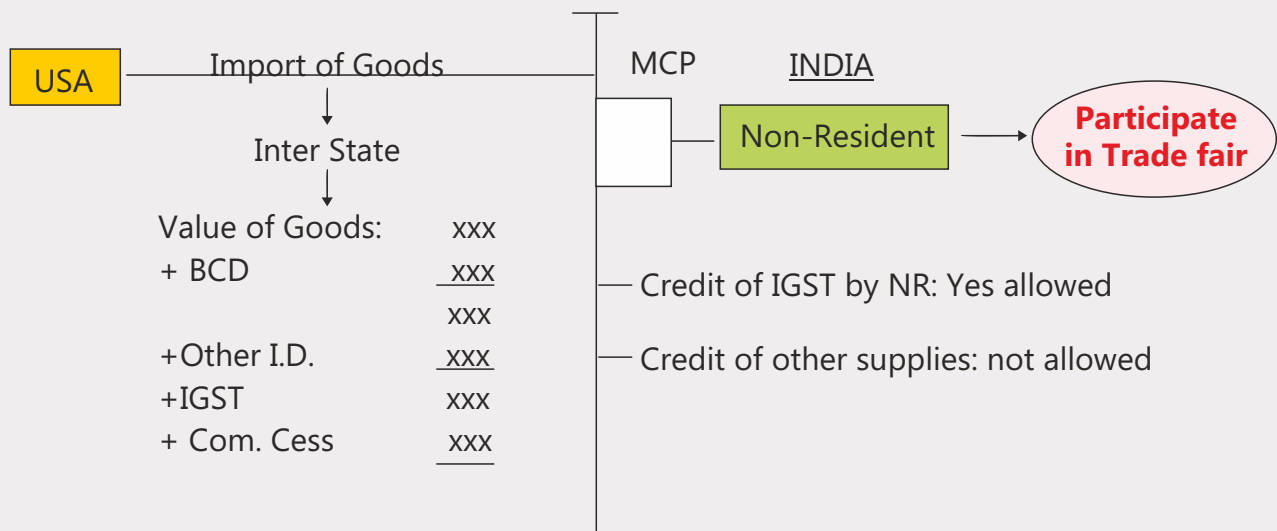 USA
Import of Goods
Inter State
Value of Goods: xxx
+ BCD xxx
xxx
+Other I.D. xxx
+IGST xxx
+ Com. Cess xxx
MCP
INDIA
Non-Resident
Participate
in Trade fair
Credit of IGST by NR: Yes allowed
Credit of other supplies: not allowed